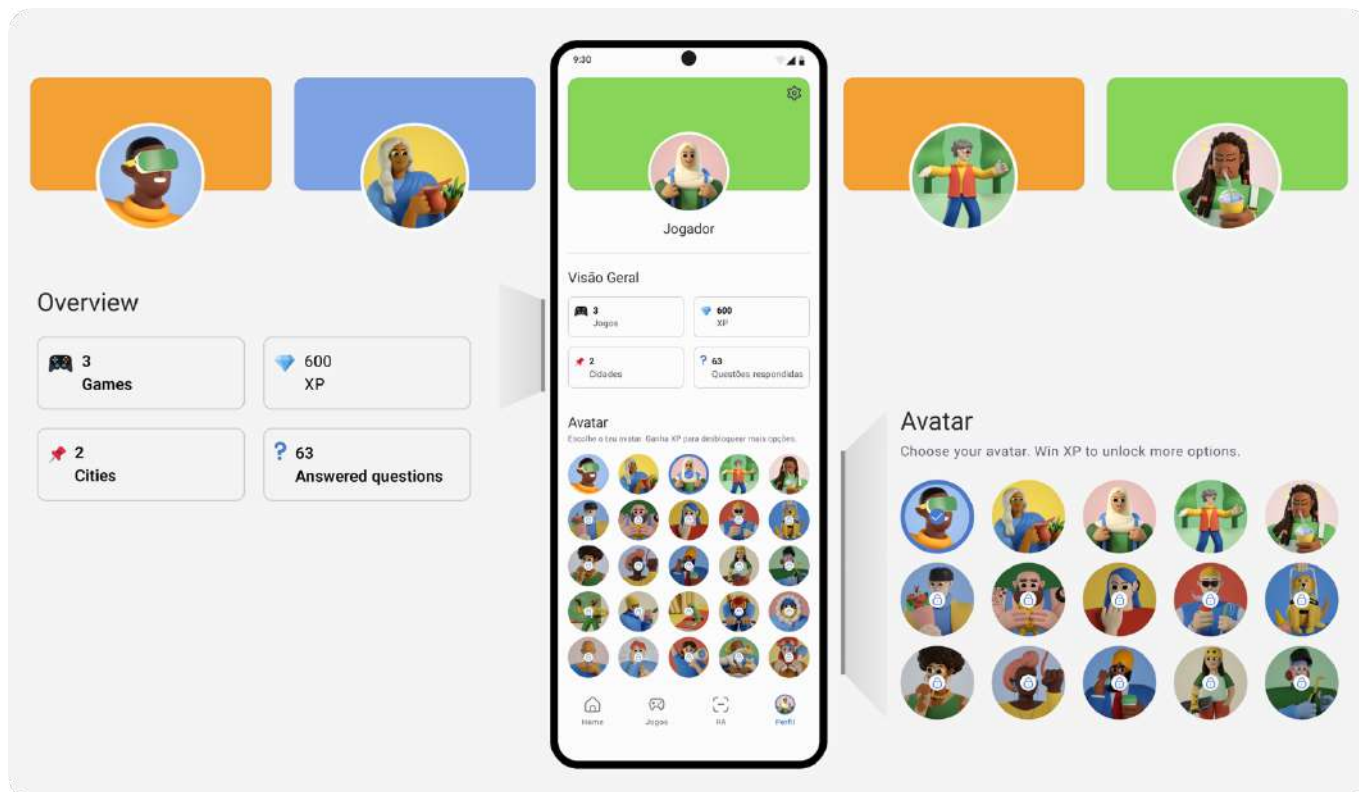 Overview
3
Games
600
XP
2
Cities
63
Answered questions
9:30
Jogador
Visão Geral
3
Jogos
600
XP
2
Cidades
63
Questões respondidas
Avatar
Escolhe o teu avatar. Ganha XP para desbloquear mais opções.
Home
Jogos
RA
Perfil
Avatar
Choose your avatar. Win XP to unlock more options.